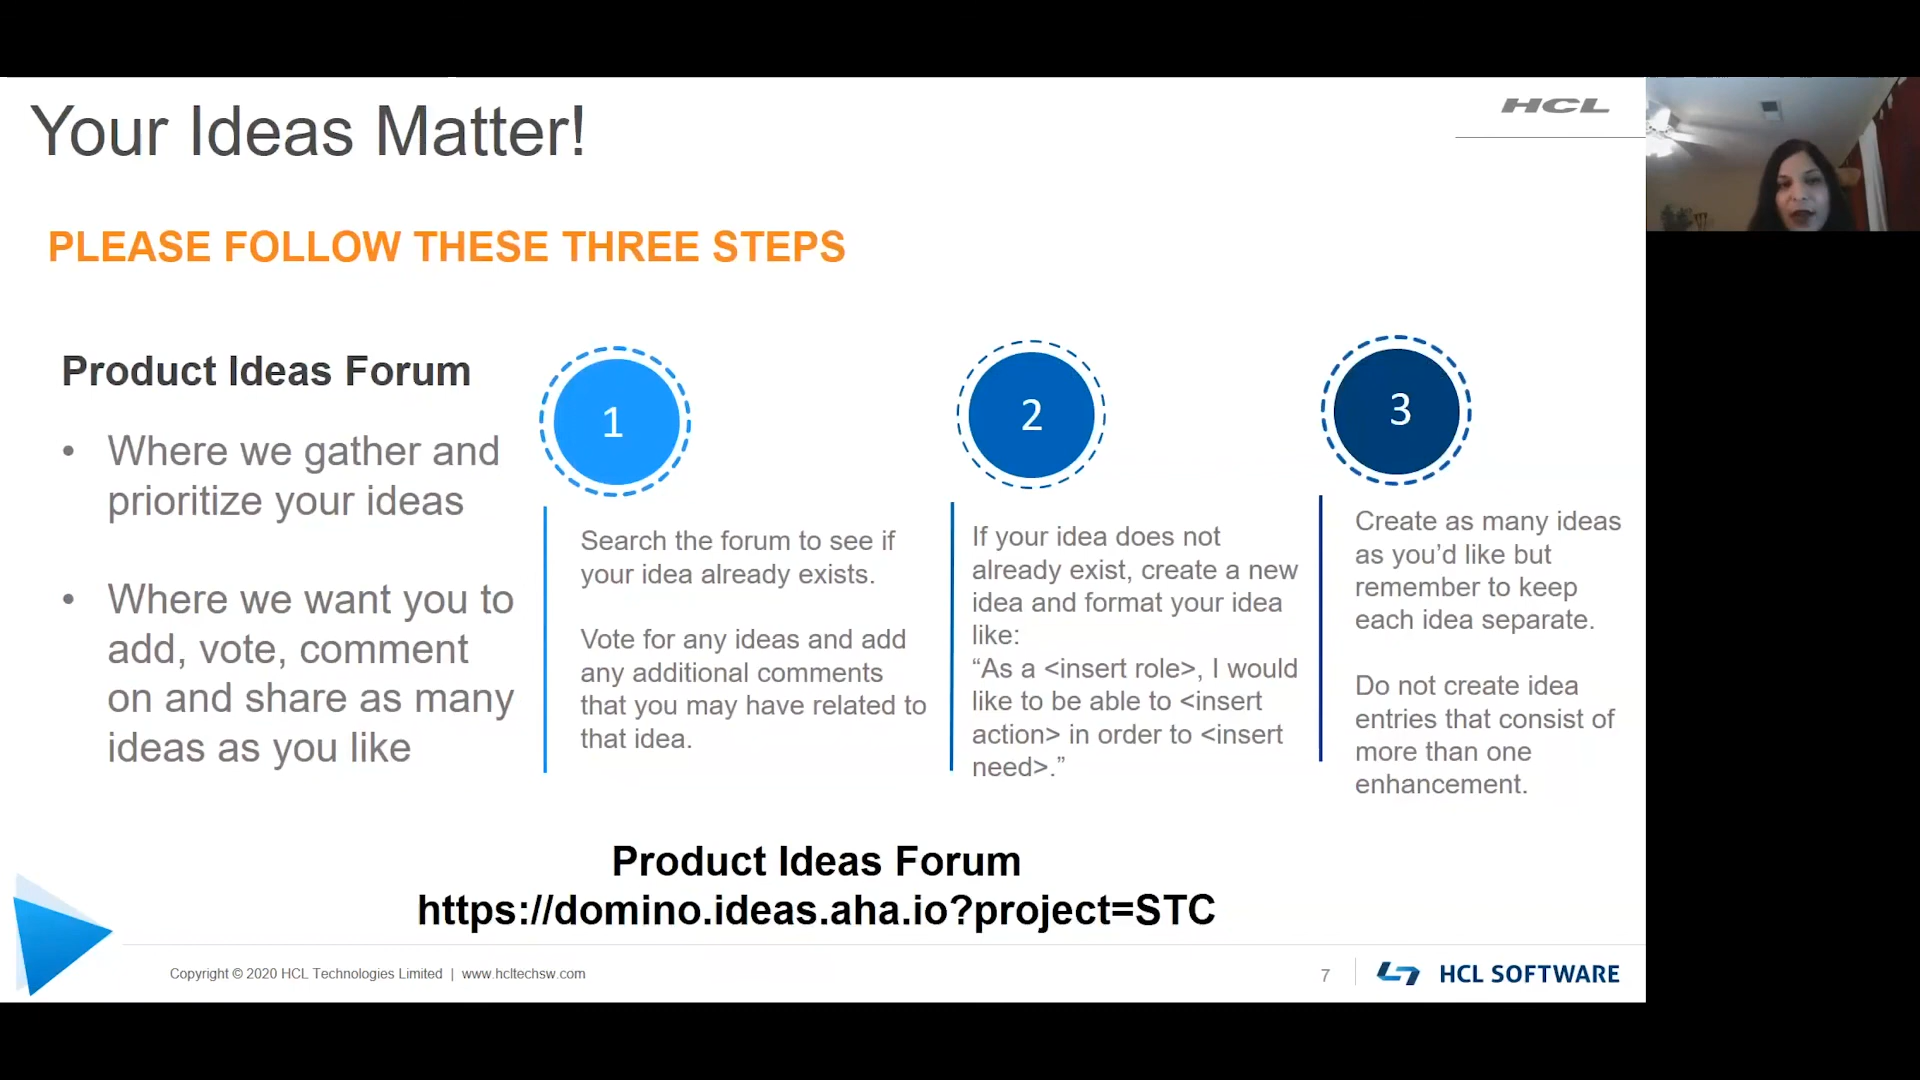 Your Ideas Matter!
HCL
PLEASE FOLLOW THESE THREE STEPS
Product Ideas Forum
• Where we gather and
prioritize your ideas
• Where we want you to
add, vote, comment
on and share as many
ideas as you like
1
Search the forum to see if
your idea already exists.
Vote for any ideas and add
any additional comments
that you may have related to
that idea.
2
If your idea does not
already exist, create a new
idea and format your idea
like:
“As a <insert role>, I would
like to be able to <insert
action> in order to <insert
need>.”
3
Create as many ideas
as you’d like but
remember to keep
each idea separate.
Do not create idea
entries that consist of
more than one
enhancement.
Product Ideas Forum
https://domino.ideas.aha.io?project=STC
Copyright © 2020 HCL Technologies Limited | www.hcltechsw.com
7
HCL SOFTWARE